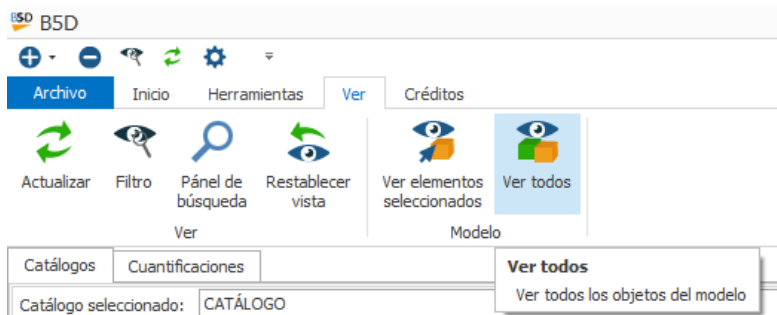 BSD B5D
Archivo Inicio Herramientas Ver Créditos
Actualizar Filtro Pánel de búsqueda Restablecer vista Ver elementos seleccionados Ver todos
Ver Modelo
Catálogos Cuantificaciones
Ver todos
Ver todos los objetos del modelo
Catálogo seleccionado: CATÁLOGO